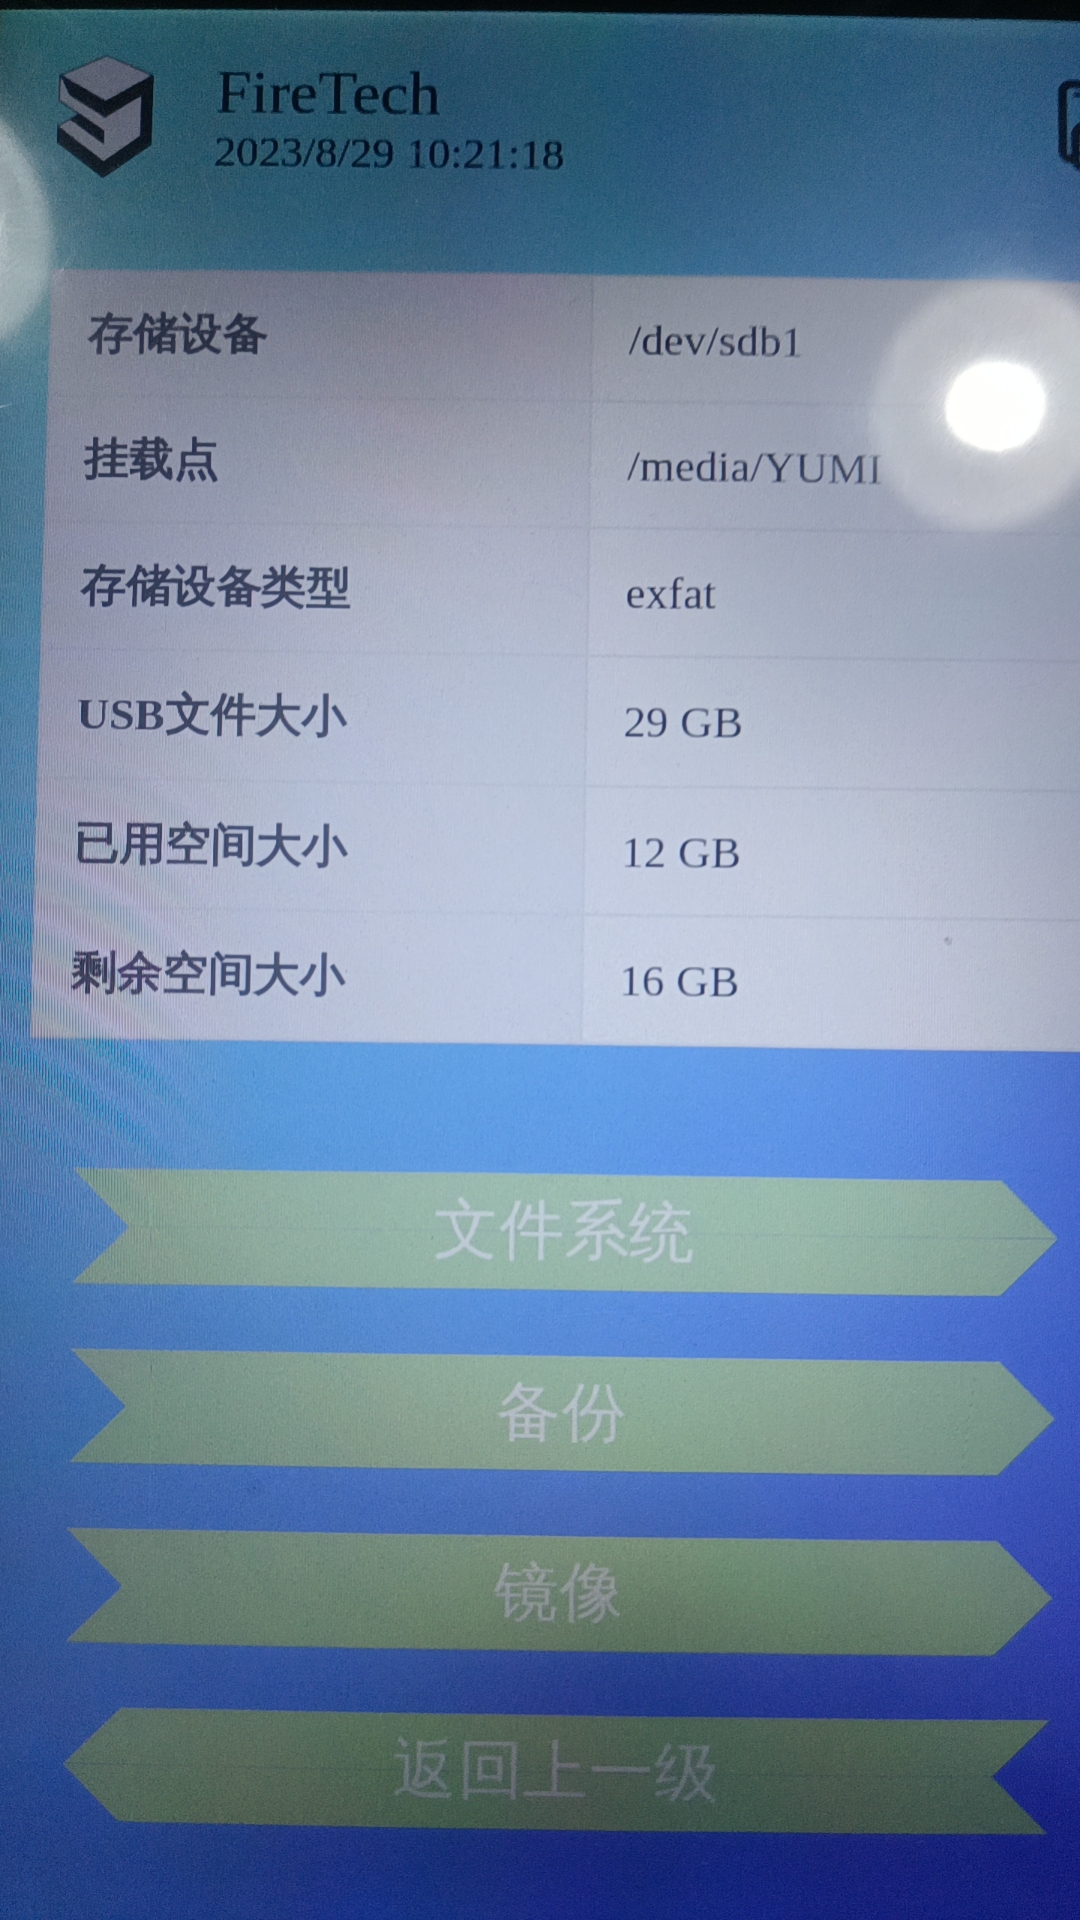 FireTech
2023/8/29 10:21:18
存储设备 /dev/sdb1
挂载点 /media/YUMI
存储设备类型 exfat
USB文件大小 29 GB
已用空间大小 12 GB
剩余空间大小 16 GB
文件系统
备份
镜像
返回上一级